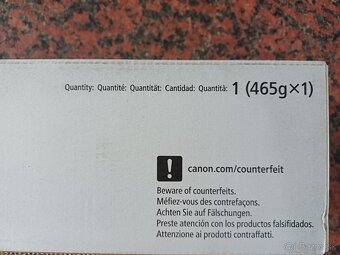 Quantity: Quantité: Quantität: Cantidad: Quantità: 1 (465g×1)
!
canon.com/counterfeit
Beware of counterfeits.
Méfiez-vous des contrefaçons.
Achten Sie auf Fälschungen.
Preste atención con los productos falsificados.
Attenzione ai prodotti contraffatti.